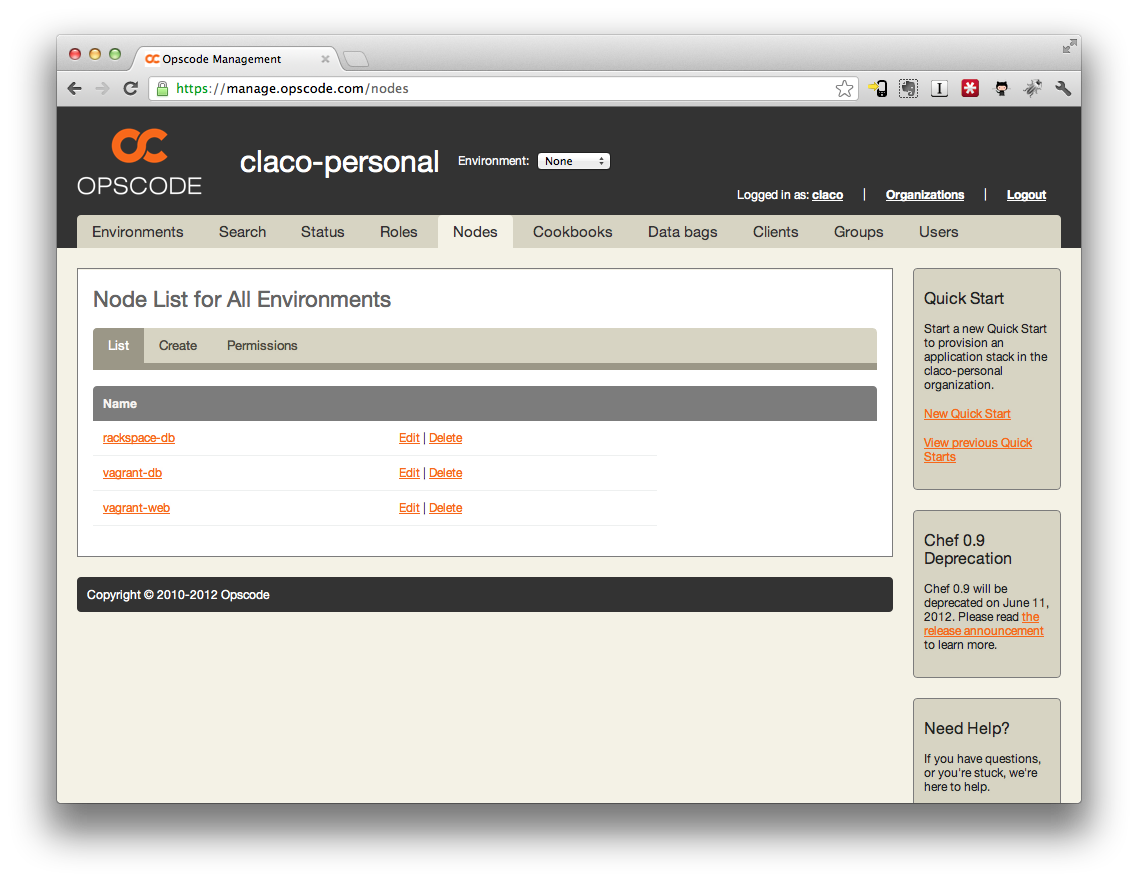 Opscode Management
https://manage.opscode.com/nodes
OPSCODE
claco-personal
Environment: None
Logged in as: claco | Organizations | Logout
Environments Search Status Roles Nodes Cookbooks Data bags Clients Groups Users
Node List for All Environments
List Create Permissions
Name
rackspace-db Edit | Delete
vagrant-db Edit | Delete
vagrant-web Edit | Delete
Copyright © 2010-2012 Opscode
Quick Start
Start a new Quick Start
to provision an
application stack in the
claco-personal
organization.
New Quick Start
View previous Quick
Starts
Chef 0.9
Deprecation
Chef 0.9 will be
deprecated on June 11,
2012. Please read the
release announcement
to learn more.
Need Help?
If you have questions,
or you're stuck, we're
here to help.